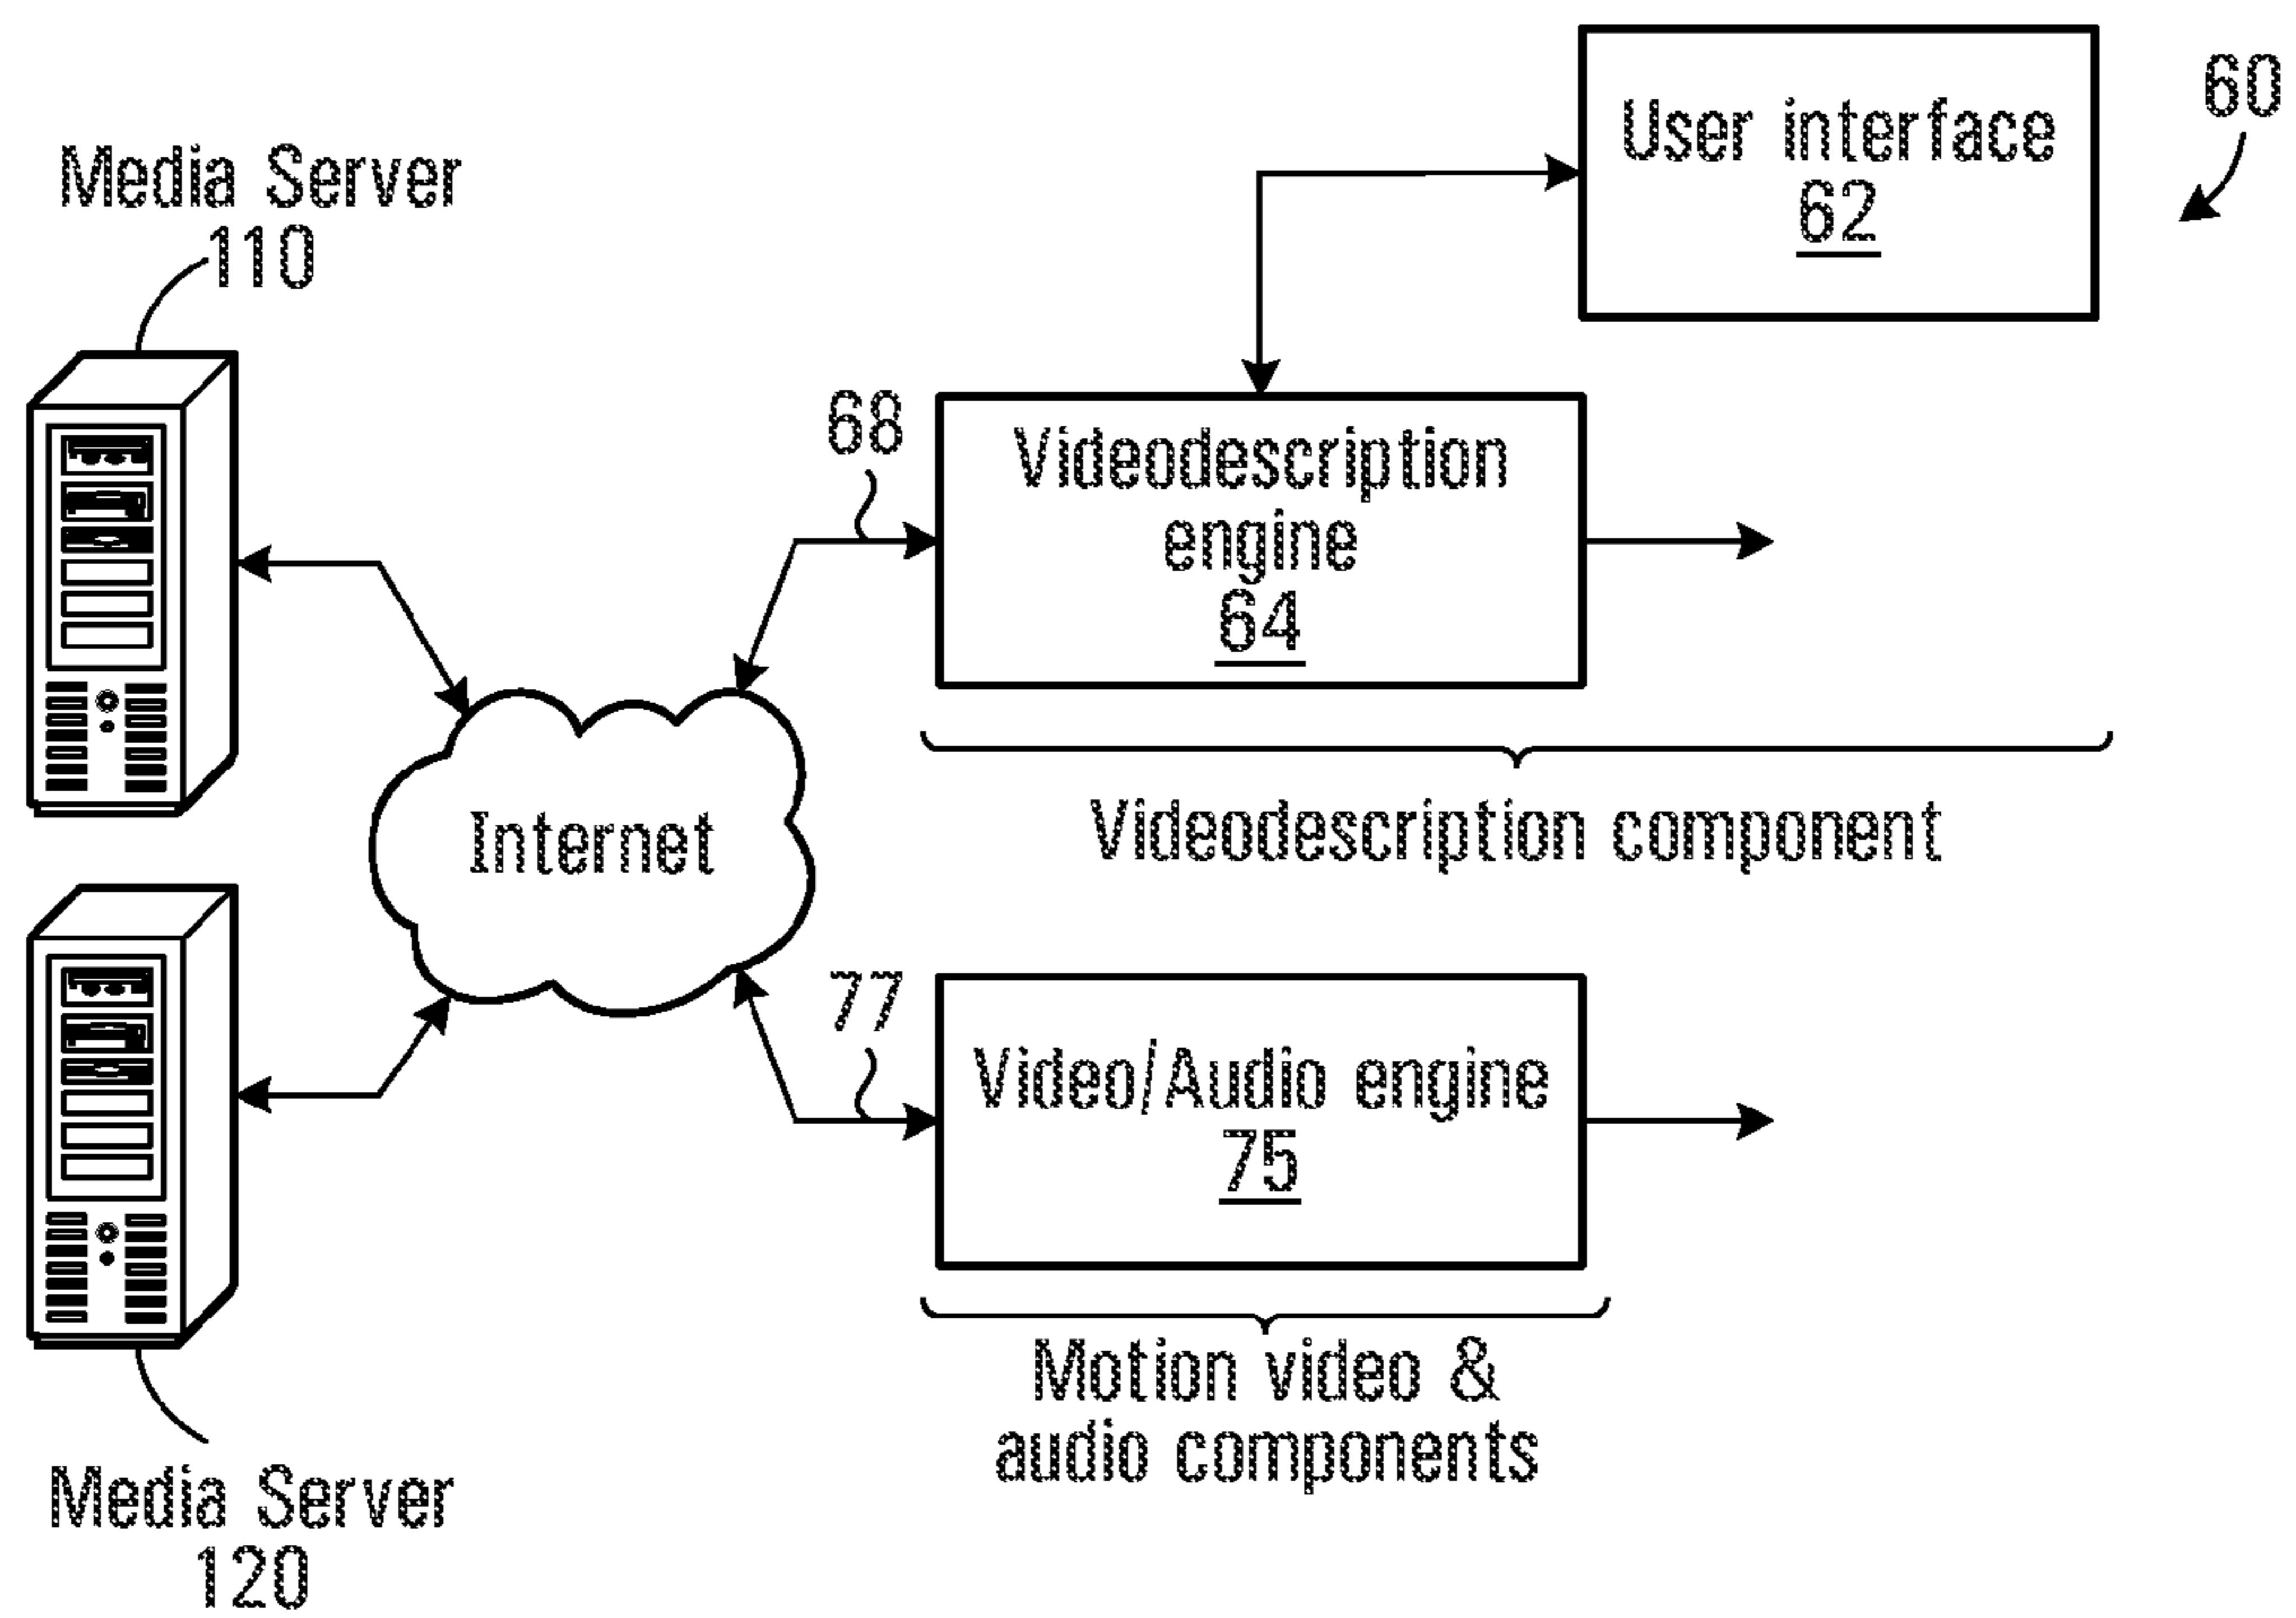 User interface
62
60
Media Server
110
68
Videodescription
engine
64
Videodescription component
Internet
77
Video/Audio engine
75
Motion video &
audio components
Media Server
120